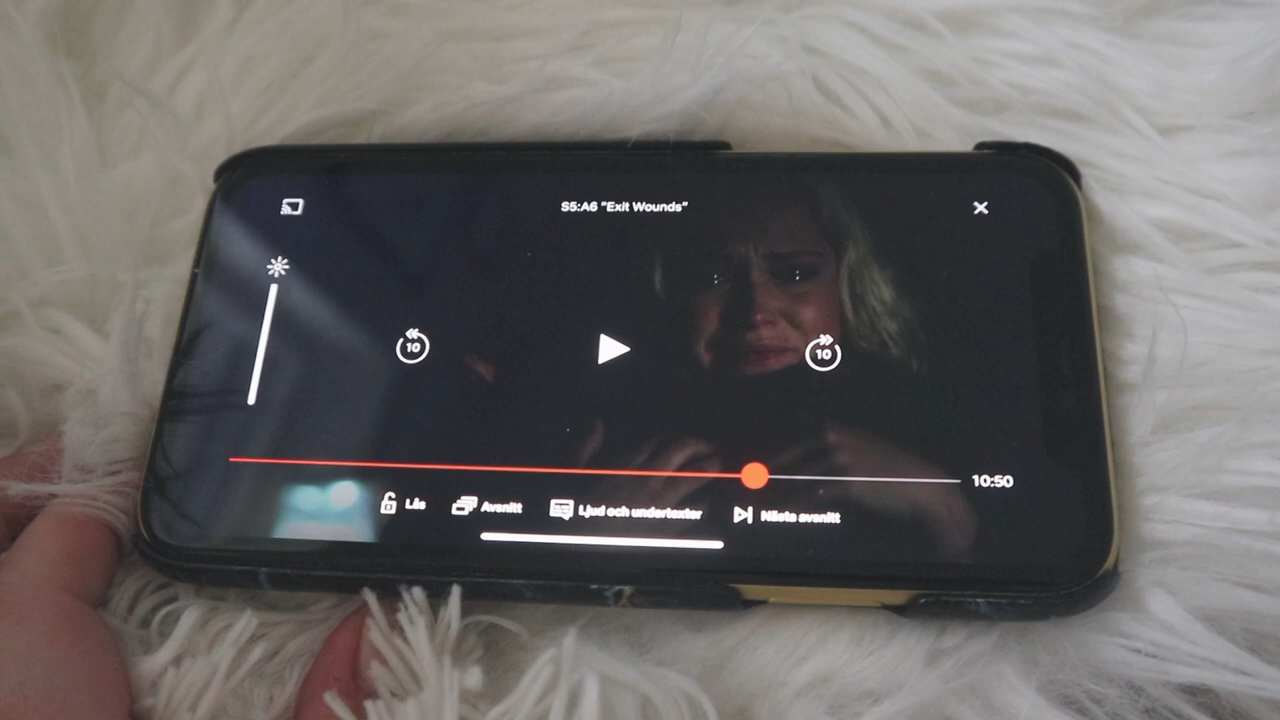 S5:A6 "Exit Wounds"
10
10
10:50
Lås
Avsnitt
Ljud och undertexter
Nästa avsnitt